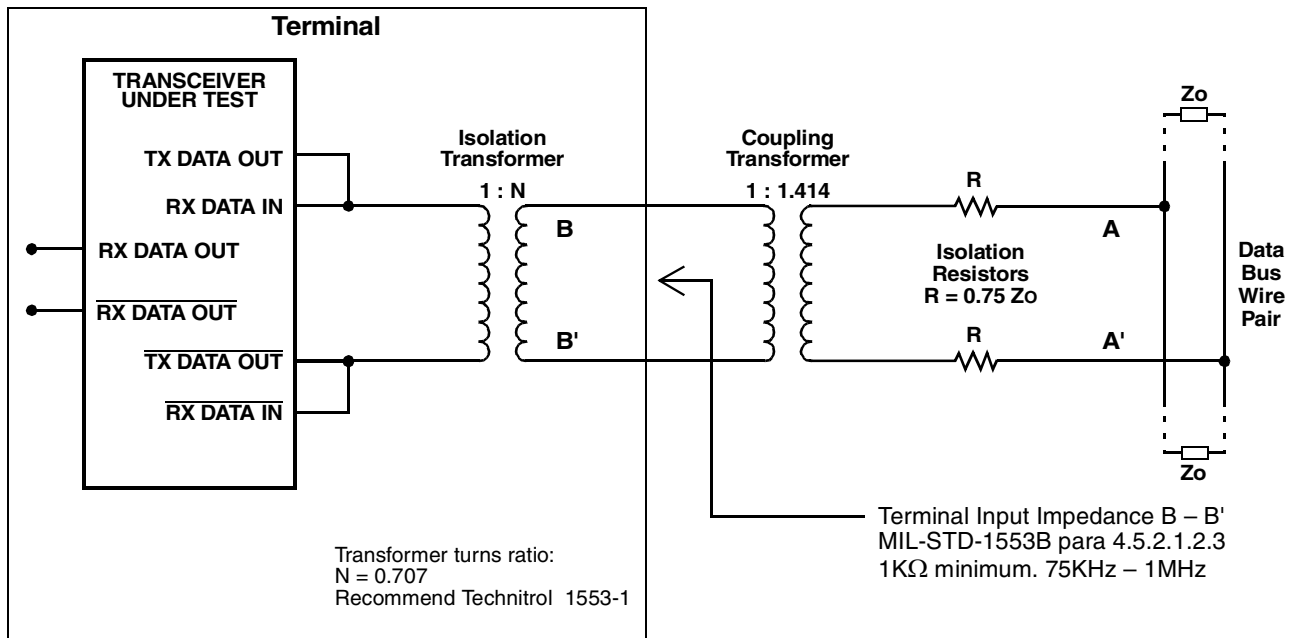 Terminal
TRANSCEIVER
UNDER TEST
TX DATA OUT
RX DATA IN
RX DATA OUT
RX DATA OUT
TX DATA OUT
RX DATA IN
Isolation
Transformer
1 : N
B
B'
Coupling
Transformer
1 : 1.414
R
Isolation
Resistors
R = 0.75 ZO
R
A
A'
Zo
Data
Bus
Wire
Pair
Zo
Terminal Input Impedance B – B'
MIL-STD-1553B para 4.5.2.1.2.3
1KΩ minimum. 75KHz – 1MHz
Transformer turns ratio:
N = 0.707
Recommend Technitrol 1553-1